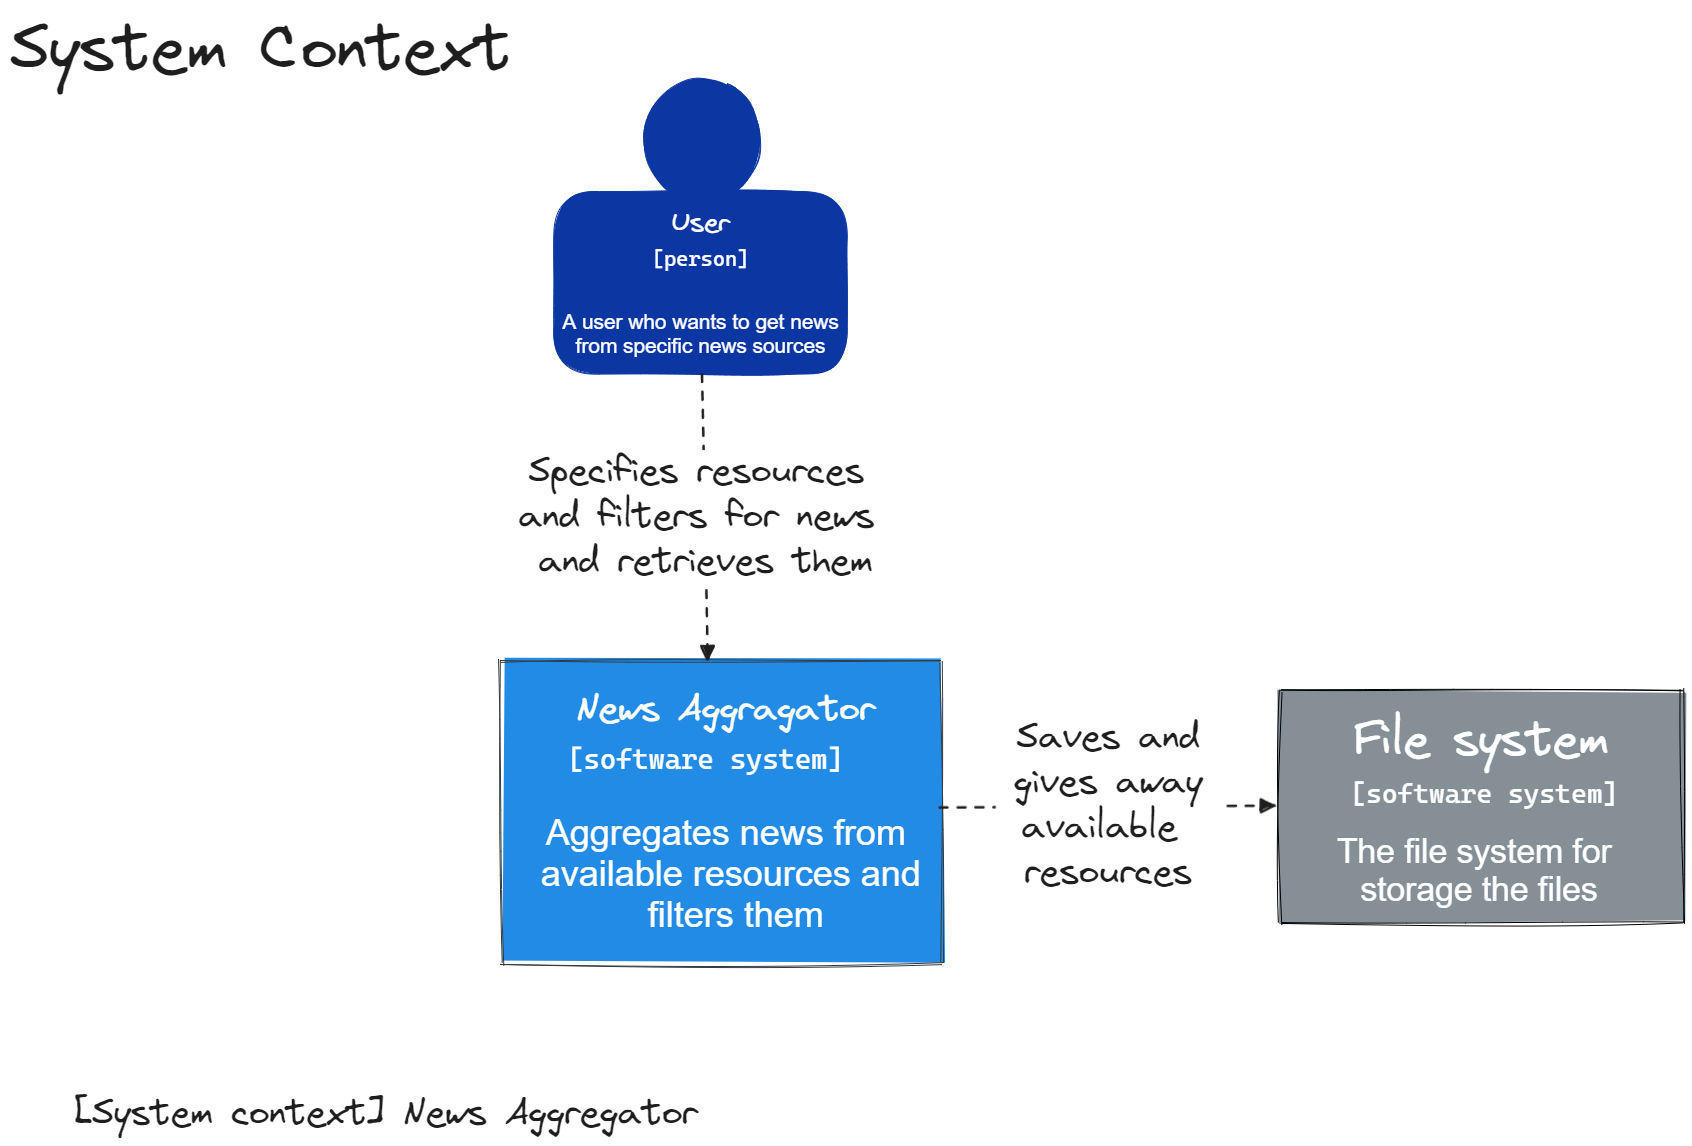 System Context
User
[person]
A user who wants to get news
from specific news sources
Specifies resources
and filters for news
and retrieves them
News Aggragator
[software system]
Aggregates news from
available resources and
filters them
Saves and
gives away
available
resources
File system
[software system]
The file system for
storage the files
[System context] News Aggregator